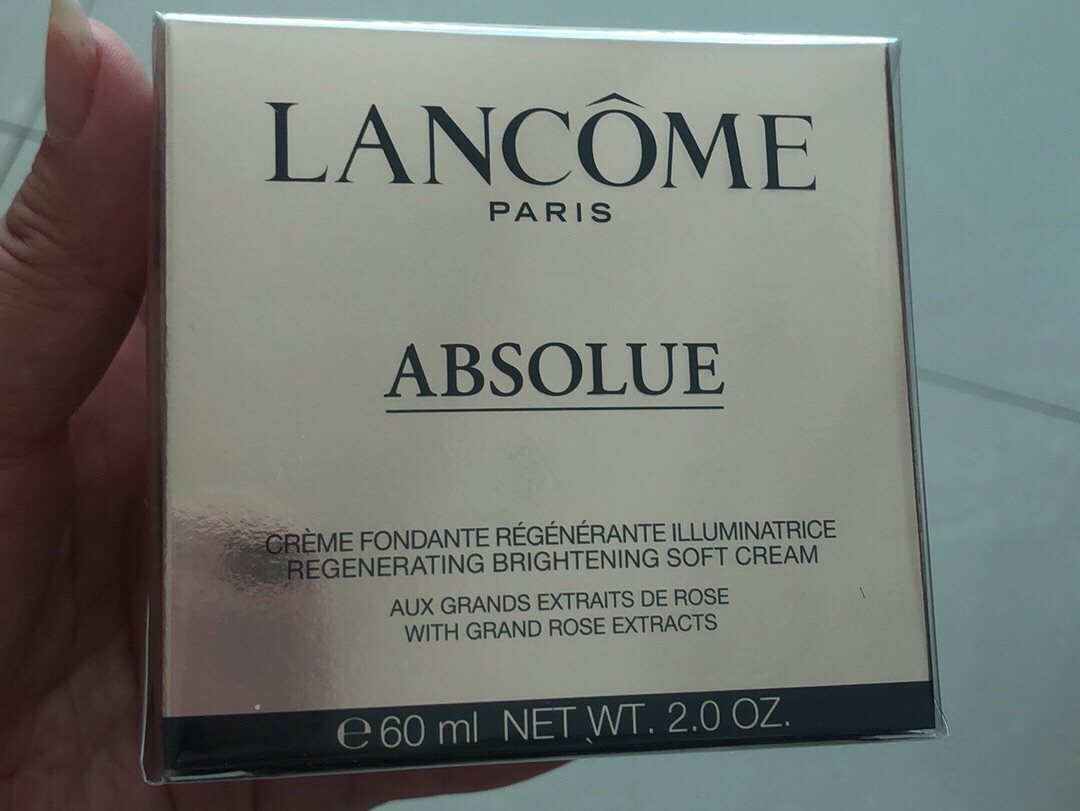 LANCÔME
PARIS
ABSOLUE
CRÈME FONDANTE RÉGÉNÉRANTE ILLUMINATRICE
REGENERATING BRIGHTENING SOFT CREAM
AUX GRANDS EXTRAITS DE ROSE
WITH GRAND ROSE EXTRACTS
℮60 ml NET WT. 2.0 OZ.